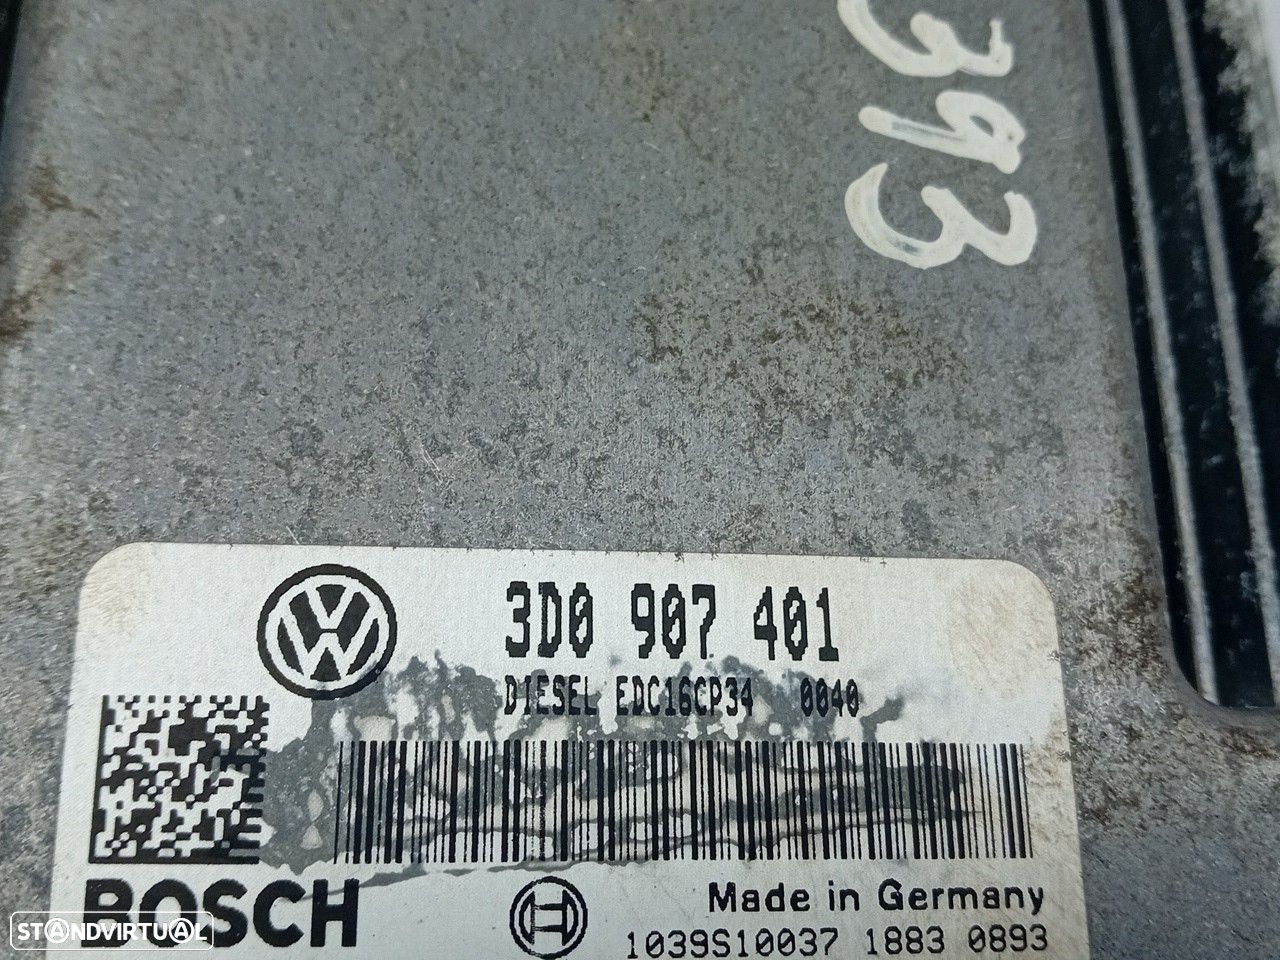 393
3D0 907 401
DIESEL EDC16CP34 0040
BOSCH
Made in Germany
1039S10037 1883 0893
STANDVIRTUAL